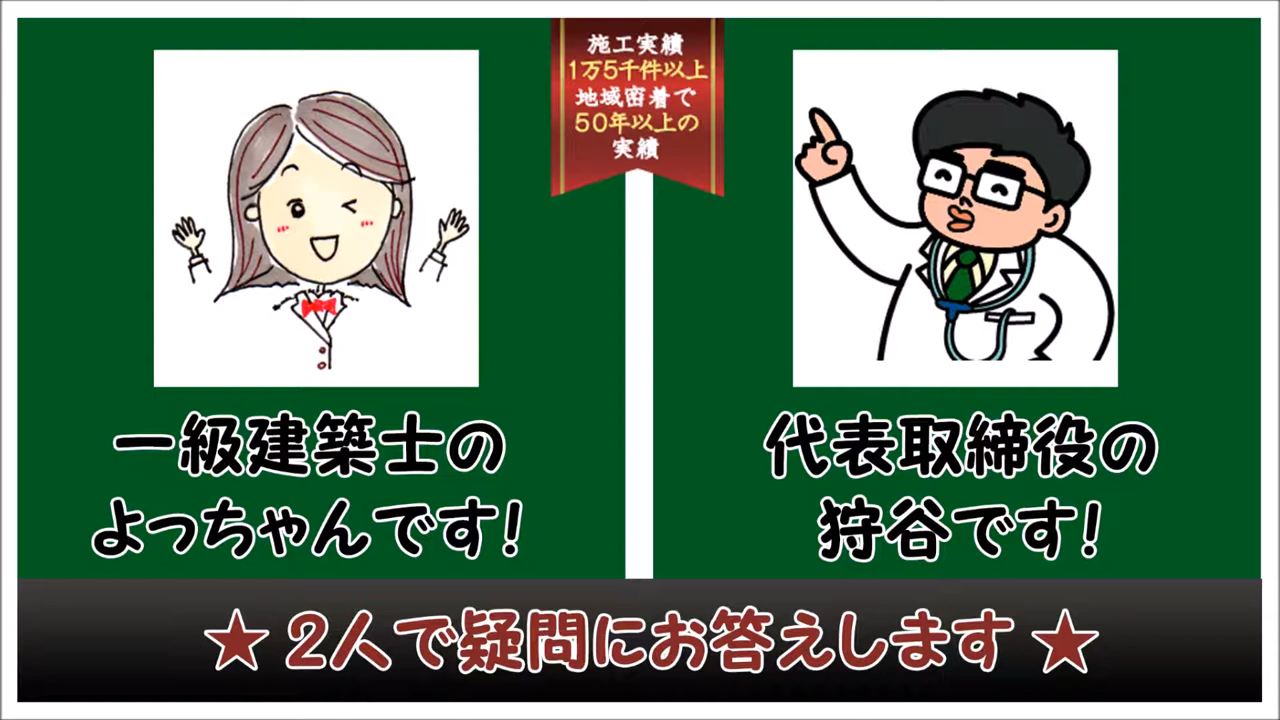 施工実績
1万5千件以上
地域密着で
50年以上の
実績
一級建築士の
よっちゃんです!
代表取締役の
狩谷です!
★ 2人で疑問にお答えします ★